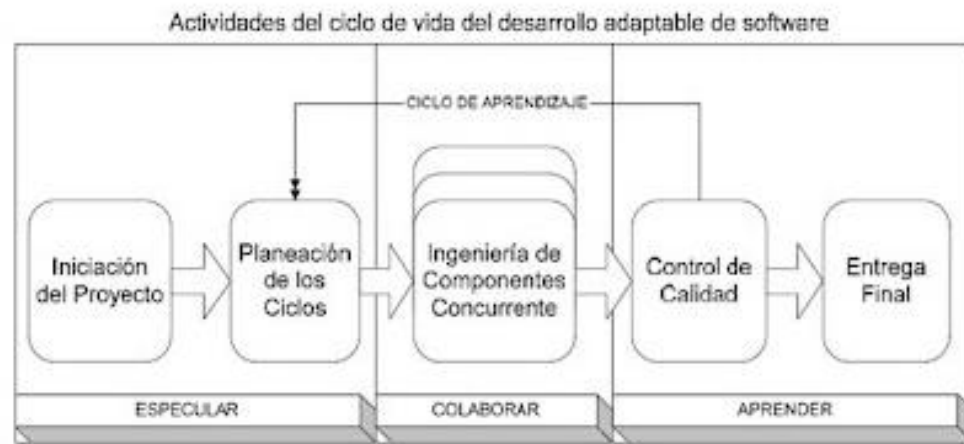 Actividades del ciclo de vida del desarrollo adaptable de software
CICLO DE APRENDIZAJE
Iniciación
del Proyecto
Planeación
de los
Ciclos
Ingeniería de
Componentes
Concurrente
Control de
Calidad
Entrega
Final
ESPECULAR
COLABORAR
APRENDER